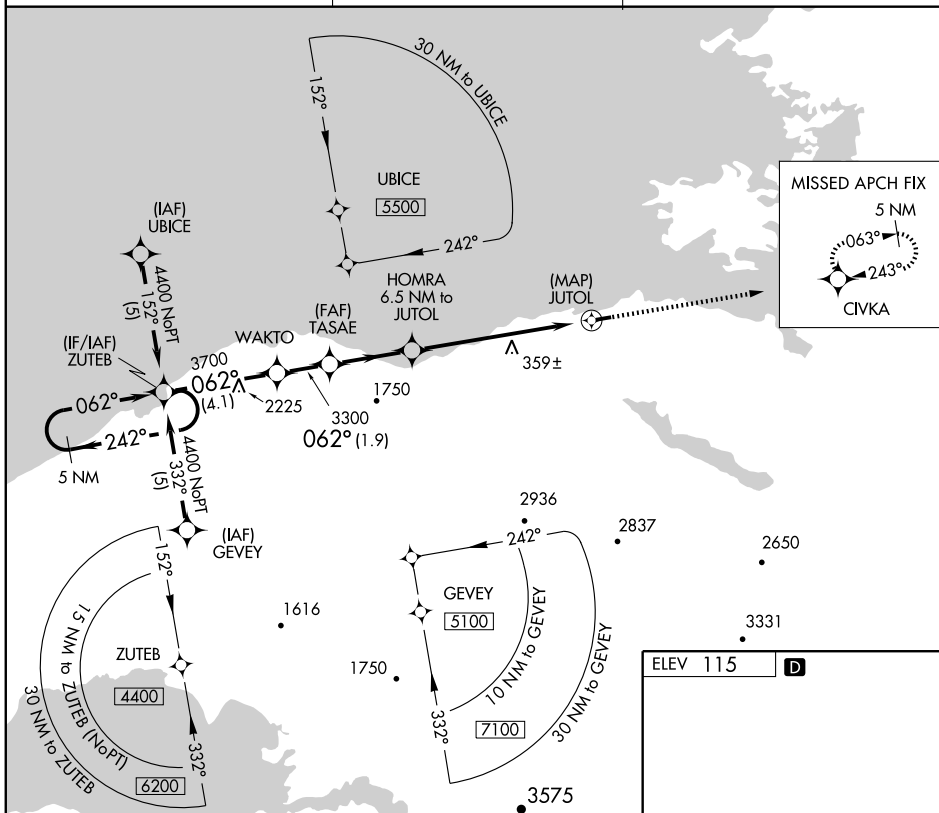 30 NM to UBICE
152°
UBICE
5500
242°
MISSED APCH FIX
5 NM
063°
243°
CIVKA
(IAF)
UBICE
4400 NoPT
152°
(5)
HOMRA
6.5 NM to
JUTOL
(MAP)
JUTOL
(FAF)
TASAE
WAKTO
(IF/IAF)
ZUTEB
3700
062°
(4.1)
2225
3300
062° (1.9)
1750
359±
062°
242°
5 NM
4400 NoPT
332°
(5)
(IAF)
GEVEY
152°
15 NM to ZUTEB (NoPT)
30 NM to ZUTEB
ZUTEB
4400
6200
332°
1616
1750
2936
242°
GEVEY
5100
10 NM to GEVEY
7100
30 NM to GEVEY
332°
2837
2650
3331
3575
ELEV 115
D